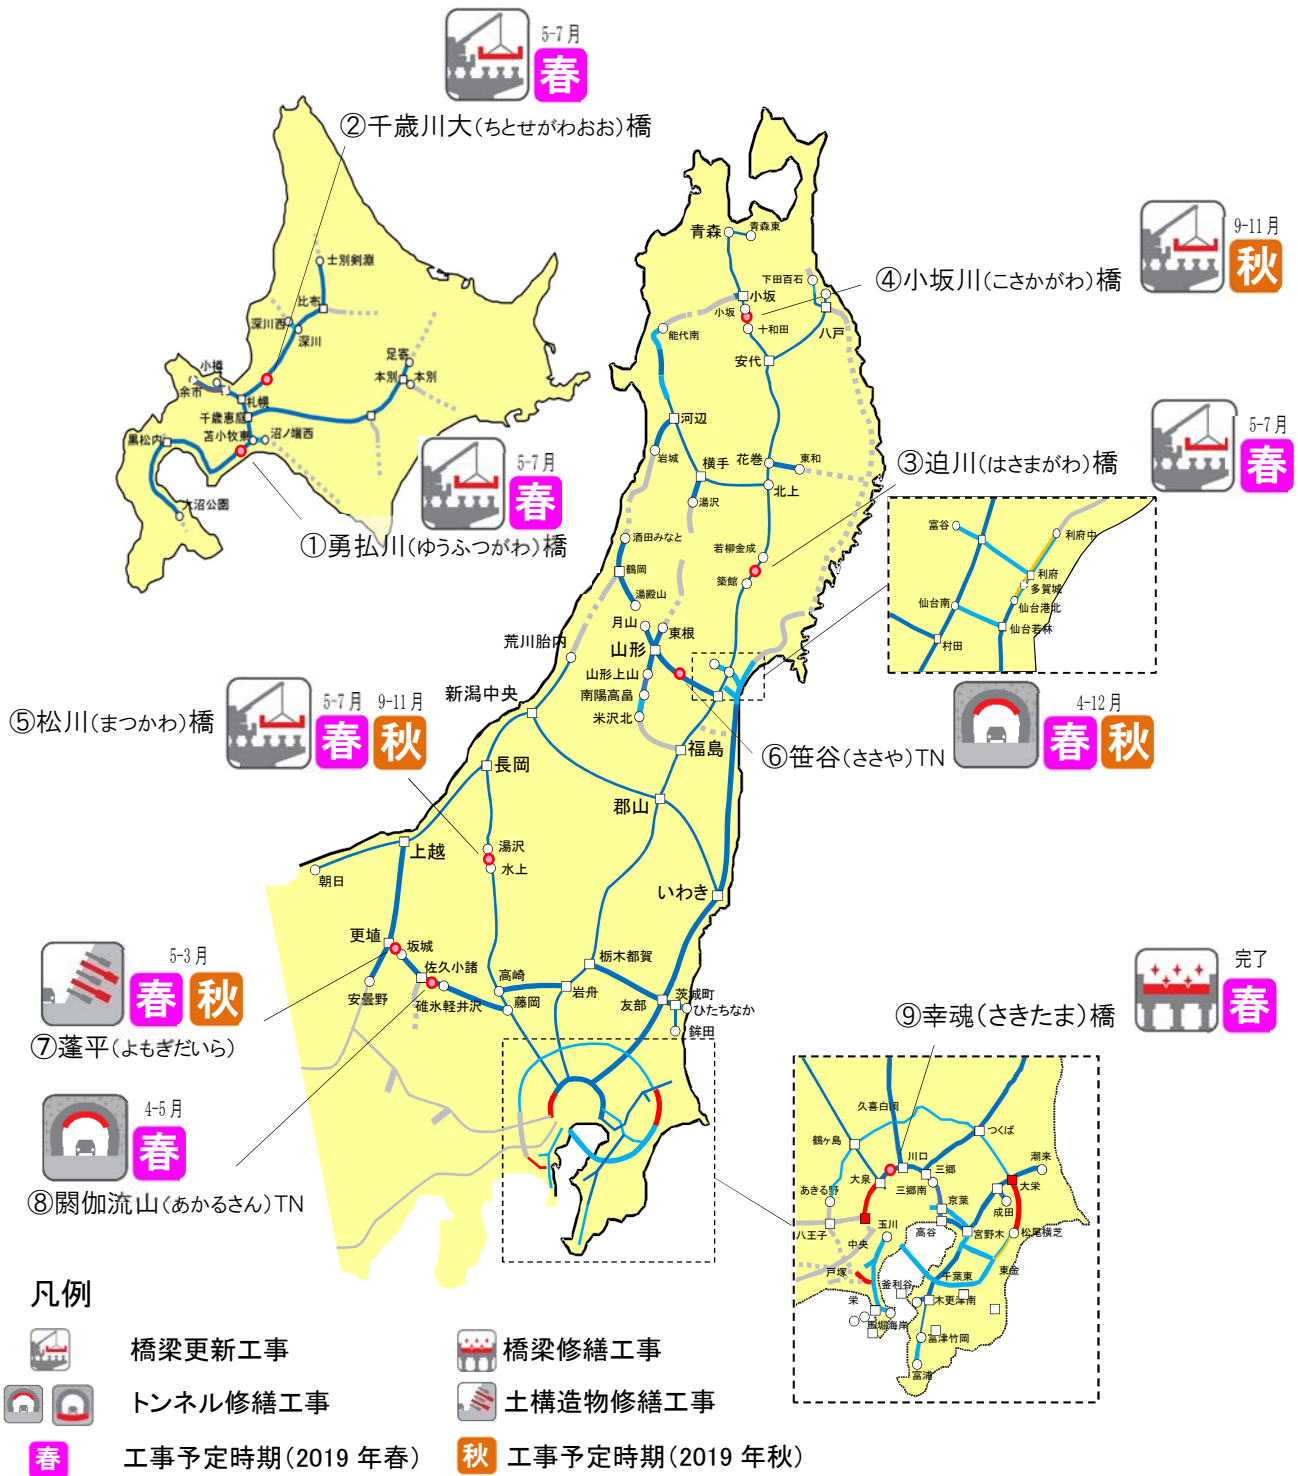 5-7月
春
②千歳川大(ちとせがわおお)橋
士別剣淵
比布
深川西
深川
足寄
本別
本別
小樽
余市
札幌
千歳恵庭
苫小牧東
沼ノ端西
黒松内
大沼公園
5-7月
春
①勇払川(ゆうふつがわ)橋
青森
青森東
下田百石
小坂
小坂
十和田
八戸
能代南
安代
9-11月
秋
④小坂川(こさかがわ)橋
河辺
岩城
横手
花巻
東和
北上
湯沢
5-7月
春
③迫川(はさまがわ)橋
酒田みなと
鶴岡
湯殿山
若柳金成
築館
月山
東根
荒川胎内
山形
山形上山
南陽高畠
米沢北
新潟中央
福島
富谷
利府中
利府
多賀城
仙台港北
仙台南
仙台若林
村田
4-12月
春 秋
⑥笹谷(ささや)TN
5-7月 9-11月
春 秋
⑤松川(まつかわ)橋
長岡
郡山
上越
湯沢
水上
朝日
いわき
更埴
坂城
佐久小諸
安曇野
碓氷軽井沢
高崎
藤岡
栃木都賀
岩舟
友部
茨城町
ひたちなか
鉾田
5-3月
春 秋
⑦蓬平(よもぎだいら)
4-5月
春
⑧閼伽流山(あかるさん)TN
完了
春
⑨幸魂(さきたま)橋
久喜白岡
つくば
鶴ヶ島
川口
三郷
潮来
大泉
三郷南
大栄
あきる野
京葉
成田
玉川
八王子
中央
高谷
宮野木
松尾横芝
戸塚
千葉東
東金
釜利谷
栄
木更津南
馬堀海岸
富津竹岡
富浦
凡例
橋梁更新工事
橋梁修繕工事
トンネル修繕工事
土構造物修繕工事
春 工事予定時期(2019 年春)
秋 工事予定時期(2019 年秋)